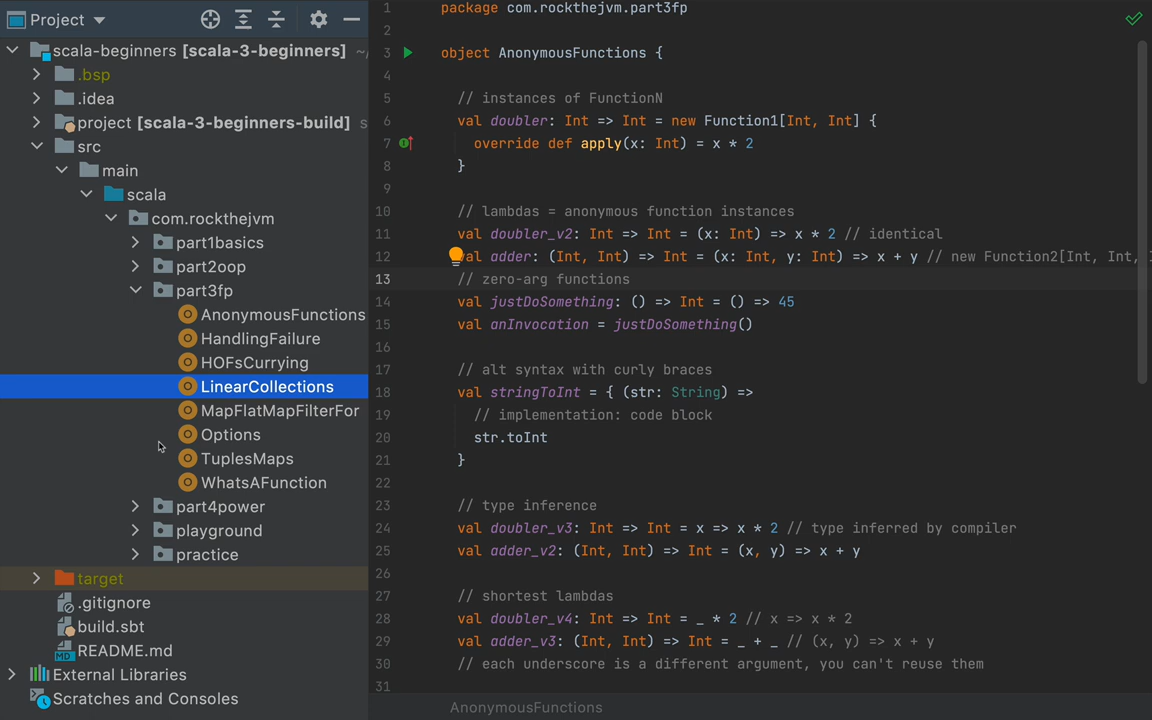 Project
scala-beginners [scala-3-beginners] ~/
.bsp
.idea
project [scala-3-beginners-build] s
src
main
scala
com.rockthejvm
part1basics
part2oop
part3fp
AnonymousFunctions
HandlingFailure
HOFsCurrying
LinearCollections
MapFlatMapFilterFor
Options
TuplesMaps
WhatsAFunction
part4power
playground
practice
target
.gitignore
build.sbt
README.md
External Libraries
Scratches and Consoles
1 package com.rockthejvm.part3fp
2
3 object AnonymousFunctions {
4
5 // instances of FunctionN
6 val doubler: Int => Int = new Function1[Int, Int] {
7 override def apply(x: Int) = x * 2
8 }
9
10 // lambdas = anonymous function instances
11 val doubler_v2: Int => Int = (x: Int) => x * 2 // identical
12 val adder: (Int, Int) => Int = (x: Int, y: Int) => x + y // new Function2[Int, Int,
13 // zero-arg functions
14 val justDoSomething: () => Int = () => 45
15 val anInvocation = justDoSomething()
16
17 // alt syntax with curly braces
18 val stringToInt = { (str: String) =>
19 // implementation: code block
20 str.toInt
21 }
22
23 // type inference
24 val doubler_v3: Int => Int = x => x * 2 // type inferred by compiler
25 val adder_v2: (Int, Int) => Int = (x, y) => x + y
26
27 // shortest lambdas
28 val doubler_v4: Int => Int = _ * 2 // x => x * 2
29 val adder_v3: (Int, Int) => Int = _ + _ // (x, y) => x + y
30 // each underscore is a different argument, you can't reuse them
31
AnonymousFunctions